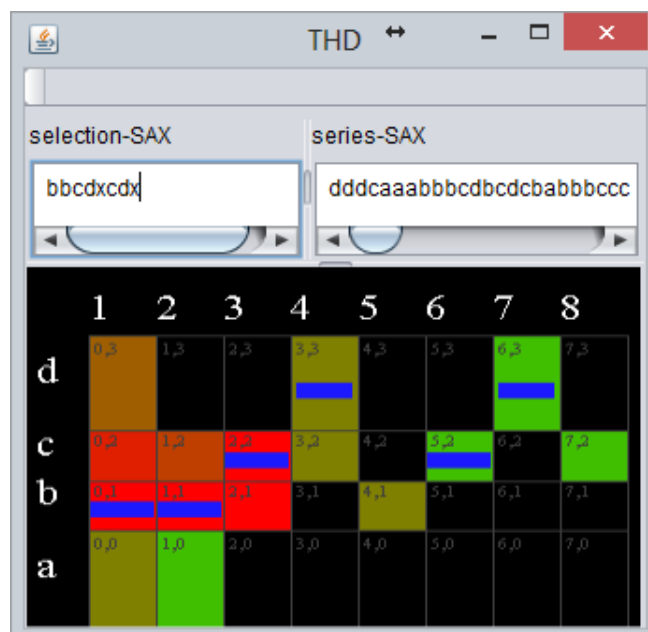 THD
selection-SAX series-SAX
bbcdxcdx dddcaaabbbcdbcdcbabbbccc
1 2 3 4 5 6 7 8
d 0,3 1,3 2,3 3,3 4,3 5,3 6,3 7,3
c 0,2 1,2 2,2 3,2 4,2 5,2 6,2 7,2
b 0,1 1,1 2,1 3,1 4,1 5,1 6,1 7,1
a 0,0 1,0 2,0 3,0 4,0 5,0 6,0 7,0